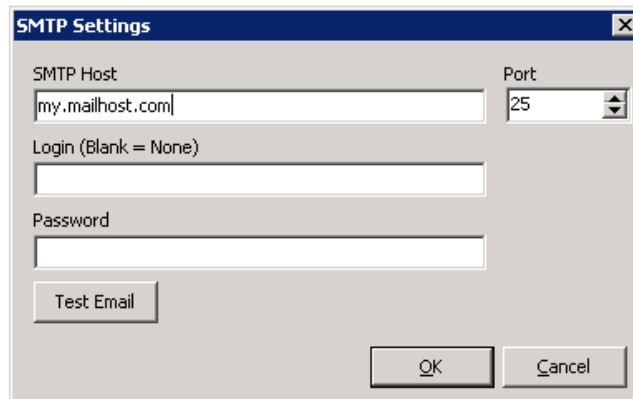 SMTP Settings
SMTP Host
Port
my.mailhost.com
25
Login (Blank = None)
Password
Test Email
OK
Cancel